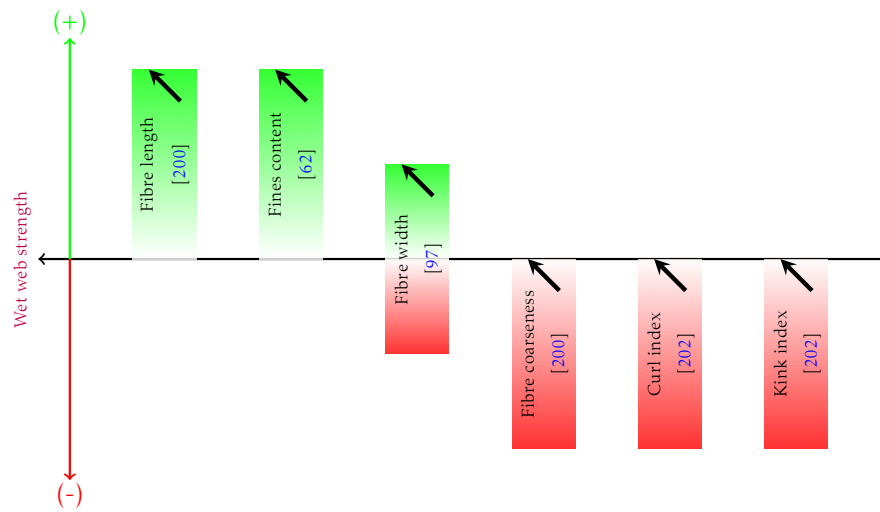 (+)
Wet web strength
Fibre length
[200]
Fines content
[62]
Fibre width
[97]
Fibre coarseness
[200]
Curl index
[202]
Kink index
[202]
(-)